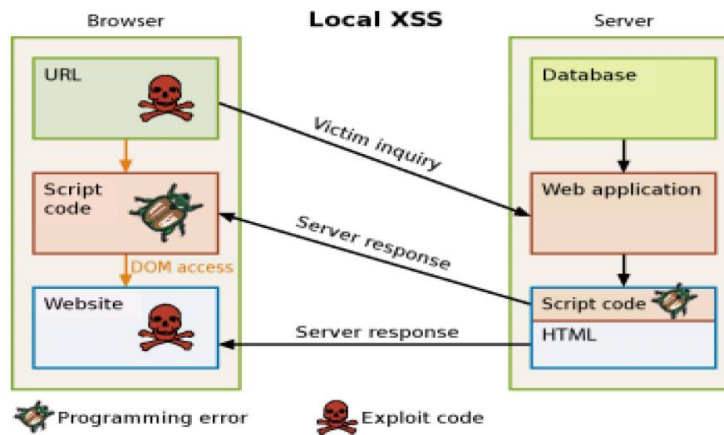 Browser
Local XSS
Server
URL
Database
Victim inquiry
Script
code
Web application
Server response
DOM access
Website
Script code
Server response
HTML
Programming error
Exploit code